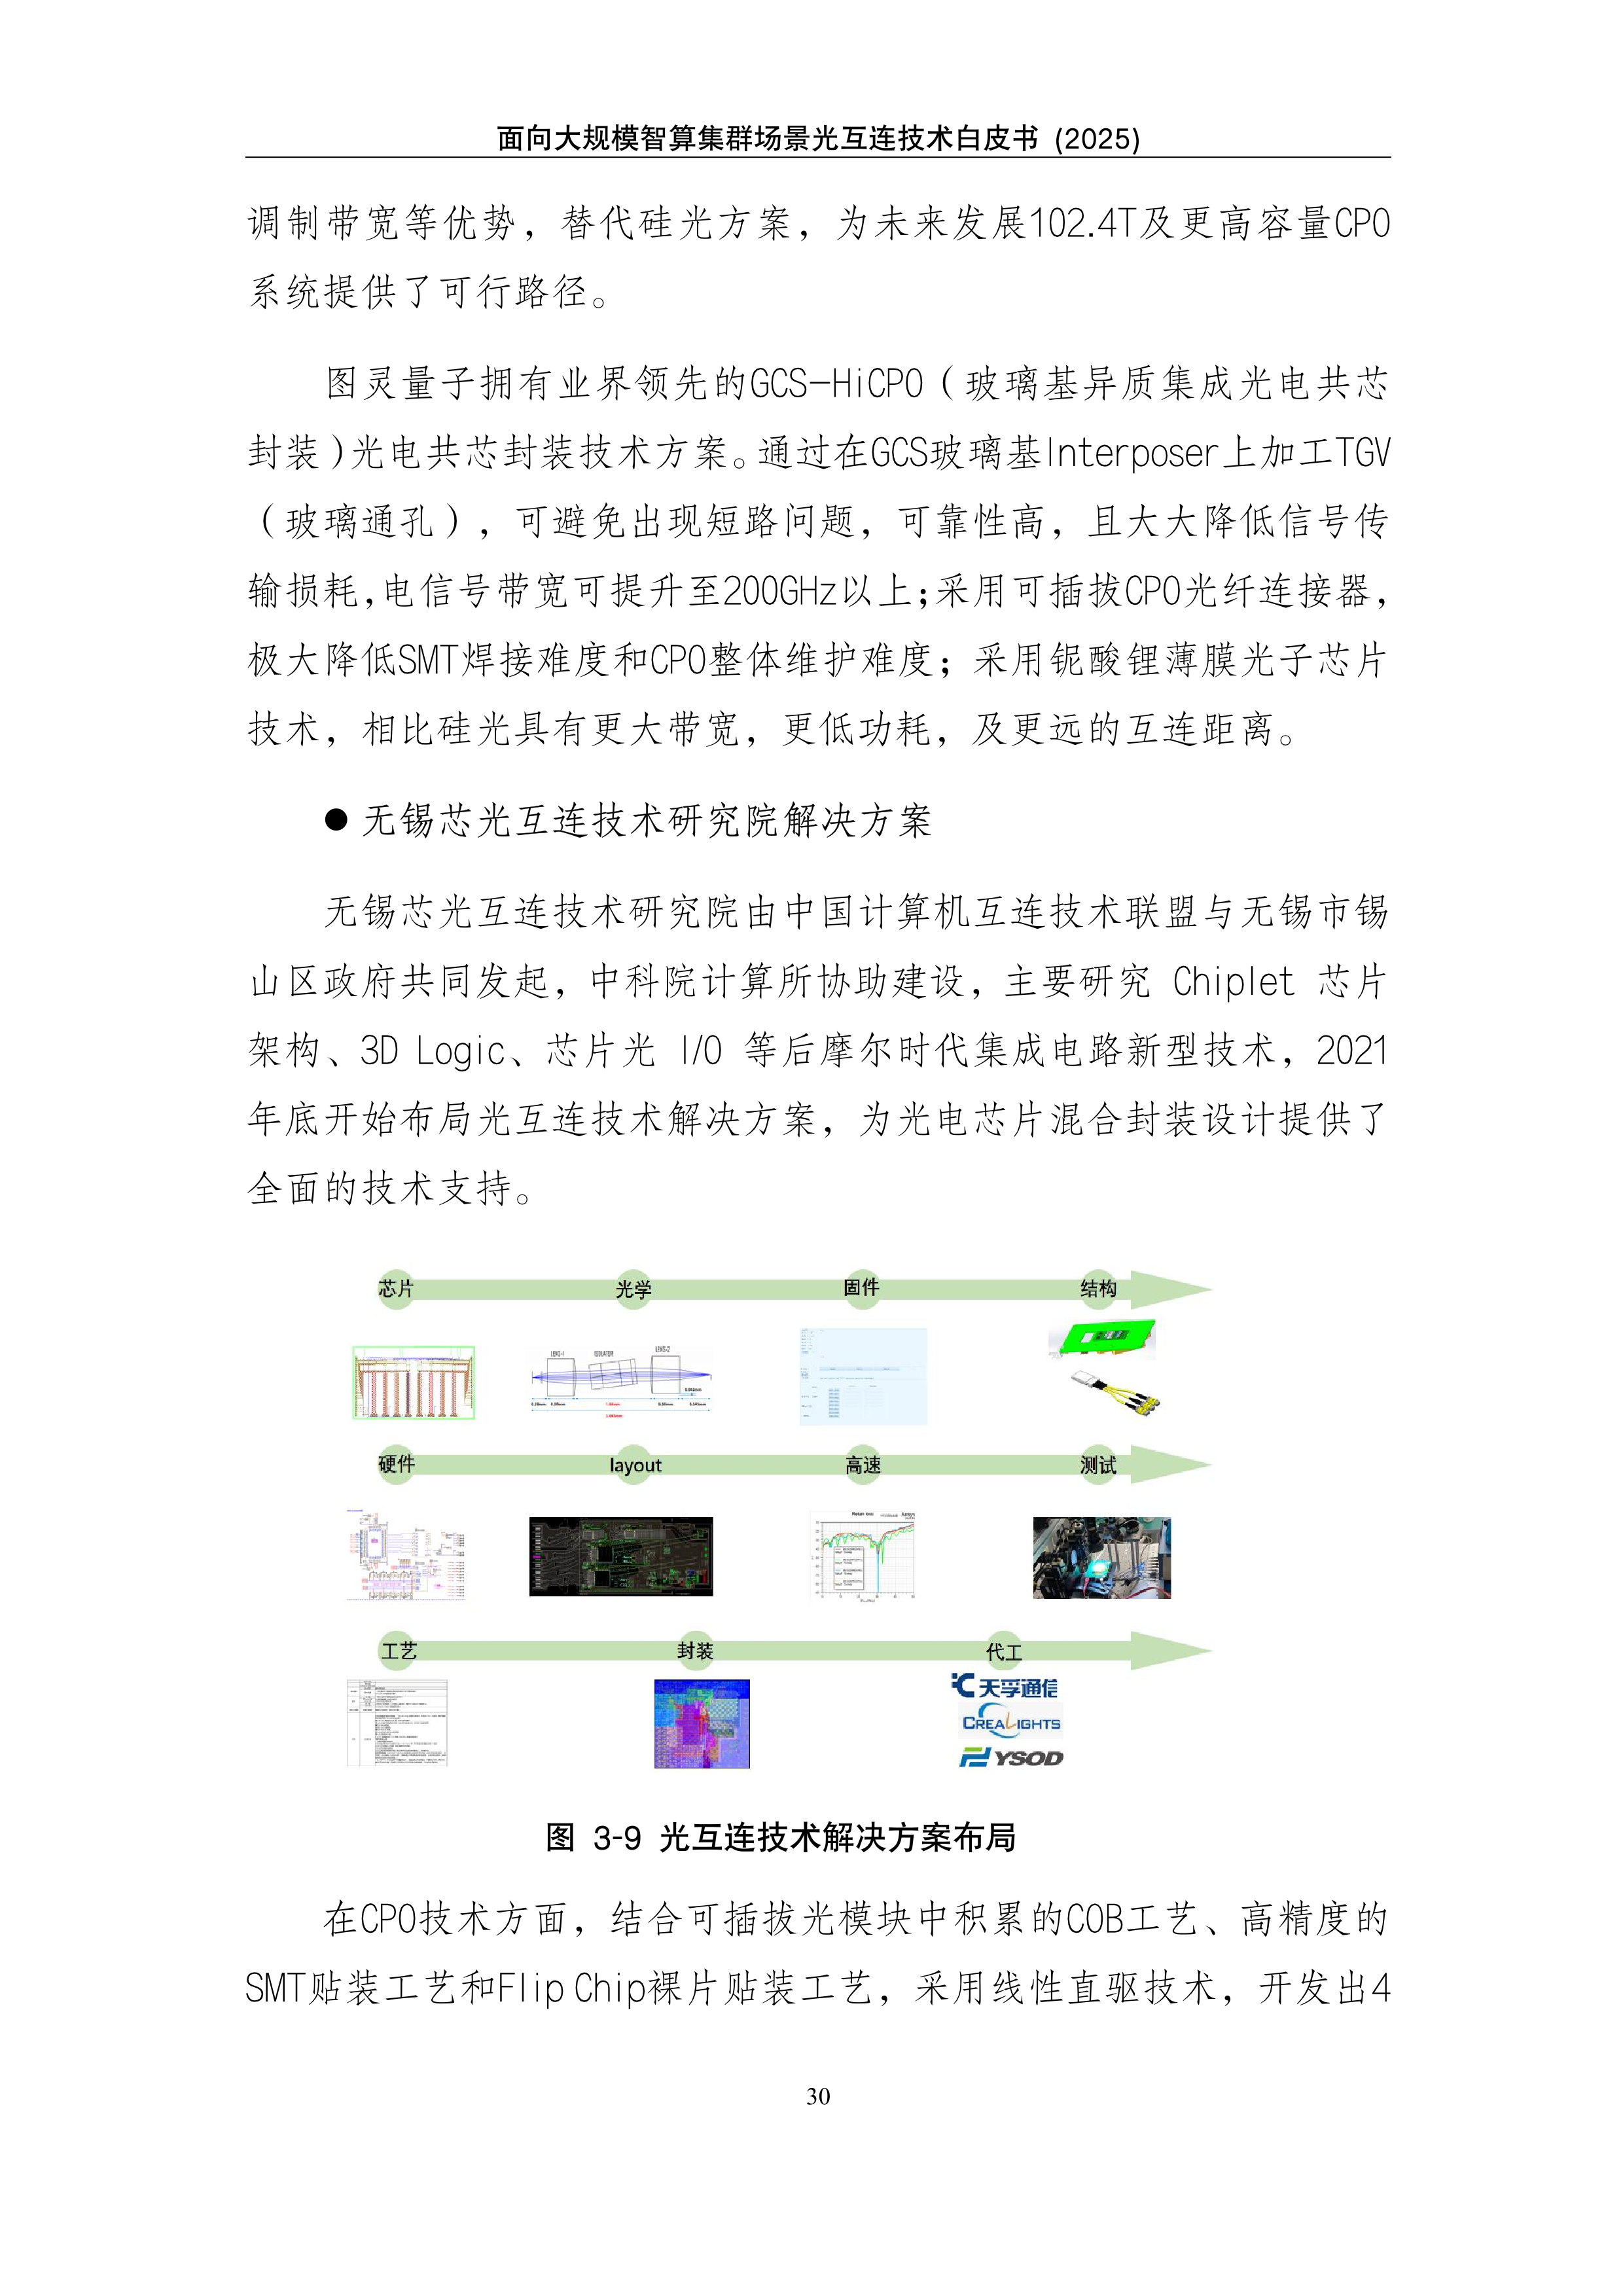 面向大规模智算集群场景光互连技术白皮书 (2025)
调制带宽等优势，替代硅光方案，为未来发展102.4T及更高容量CPO
系统提供了可行路径。
图灵量子拥有业界领先的GCS-HiCPO（玻璃基异质集成光电共芯
封装）光电共芯封装技术方案。通过在GCS玻璃基Interposer上加工TGV
（玻璃通孔），可避免出现短路问题，可靠性高，且大大降低信号传
输损耗，电信号带宽可提升至200GHz以上；采用可插拔CPO光纤连接器，
极大降低SMT焊接难度和CPO整体维护难度；采用铌酸锂薄膜光子芯片
技术，相比硅光具有更大带宽，更低功耗，及更远的互连距离。
● 无锡芯光互连技术研究院解决方案
无锡芯光互连技术研究院由中国计算机互连技术联盟与无锡市锡
山区政府共同发起，中科院计算所协助建设，主要研究 Chiplet 芯片
架构、3D Logic、芯片光 I/O 等后摩尔时代集成电路新型技术，2021
年底开始布局光互连技术解决方案，为光电芯片混合封装设计提供了
全面的技术支持。
芯片 光学 固件 结构
LENS-1 ISOLATOR LENS-2
硬件 layout 高速 测试
工艺 封装 代工
天孚通信
CREALIGHTS
YSOD
图 3-9 光互连技术解决方案布局
在CPO技术方面，结合可插拔光模块中积累的COB工艺、高精度的
SMT贴装工艺和Flip Chip裸片贴装工艺，采用线性直驱技术，开发出4
30